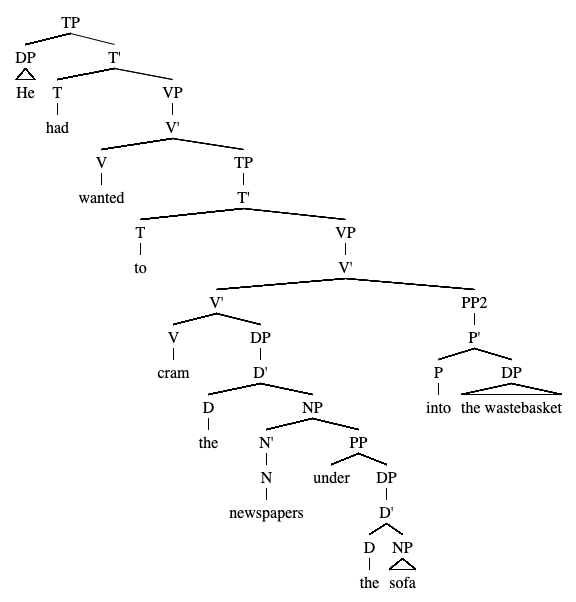 TP
DP T'
He T VP
had V'
V TP
wanted T'
T VP
to V'
V' PP2
V DP P'
cram D' P DP
D NP into the wastebasket
the N' PP
N under DP
newspapers D'
D NP
the sofa